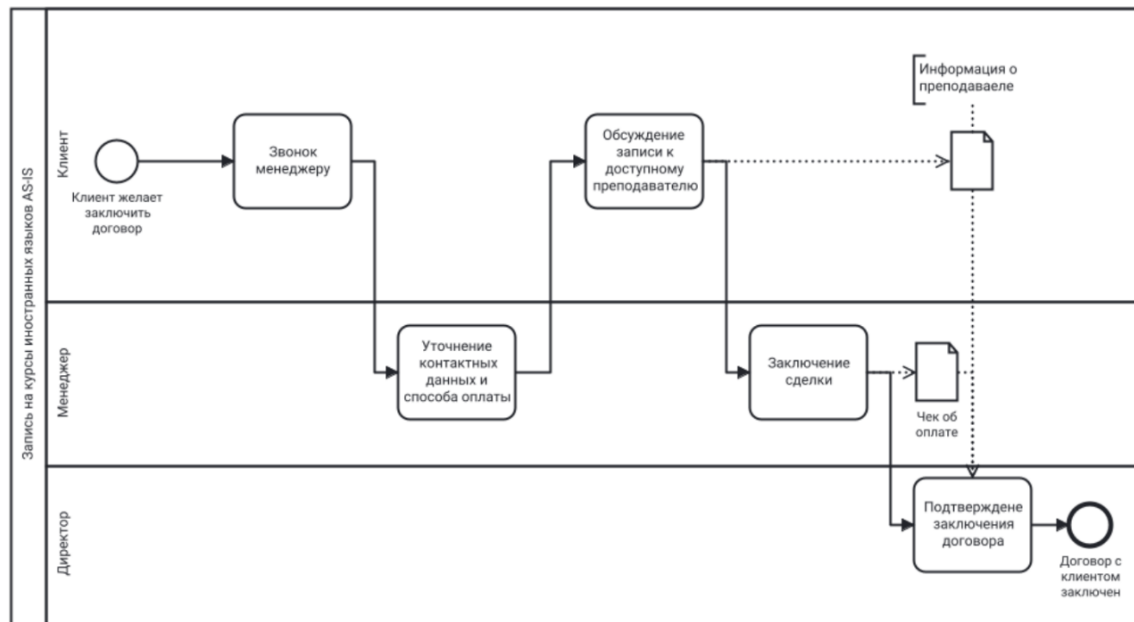 Запись на курсы иностранных языков AS-IS
Клиент
Клиент желает
заключить
договор
Звонок
менеджеру
Обсуждение
записи к
доступному
преподавателю
Информация о
преподаваеле
Менеджер
Уточнение
контактных
данных и
способа оплаты
Заключение
сделки
Чек об
оплате
Директор
Подтверждене
заключения
договора
Договор с
клиентом
заключен